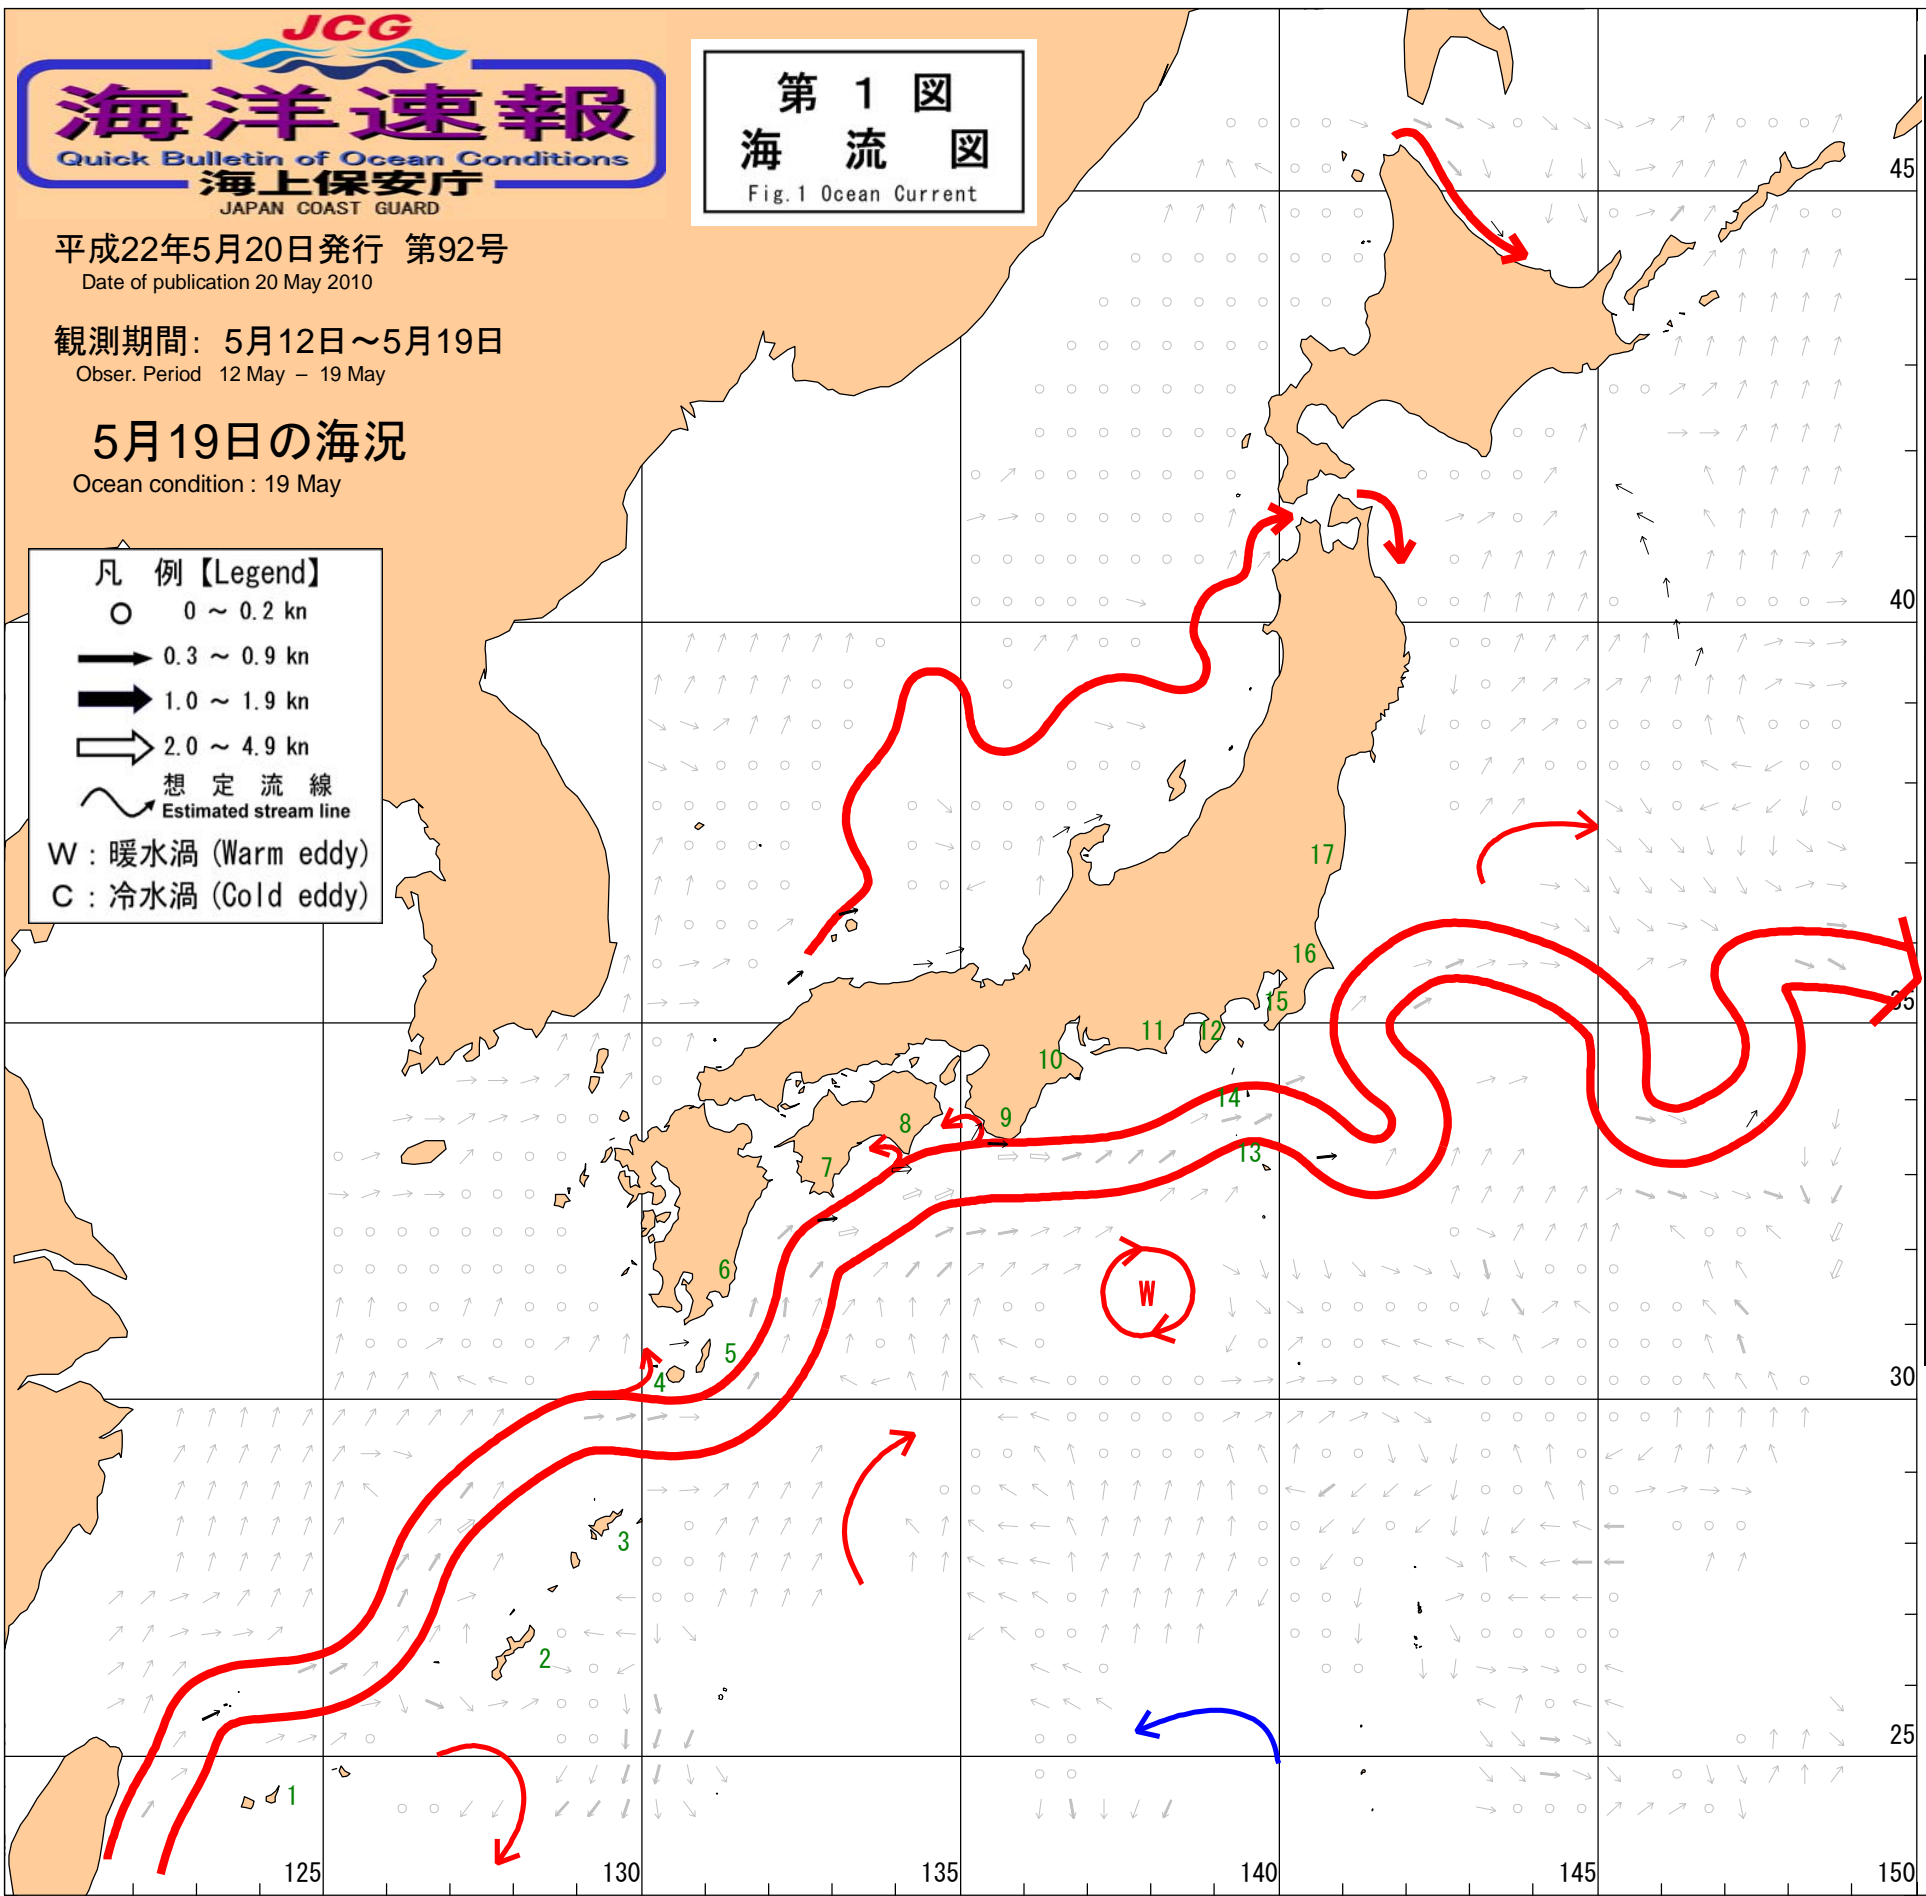 JCG
海洋速報
Quick Bulletin of Ocean Conditions
海上保安庁
JAPAN COAST GUARD
第 1 図
海 流 図
Fig.1 Ocean Current
平成22年5月20日発行 第92号
Date of publication 20 May 2010
観測期間: 5月12日～5月19日
Obser. Period 12 May – 19 May
5月19日の海況
Ocean condition : 19 May
凡 例【Legend】
0 ～ 0.2 kn
0.3 ～ 0.9 kn
1.0 ～ 1.9 kn
2.0 ～ 4.9 kn
想 定 流 線
Estimated stream line
W : 暖水渦 (Warm eddy)
C : 冷水渦 (Cold eddy)
45
40
35
30
25
17
16
15
14
13
12
11
10
9
8
7
6
5
4
3
2
1
W
125
130
135
140
145
150